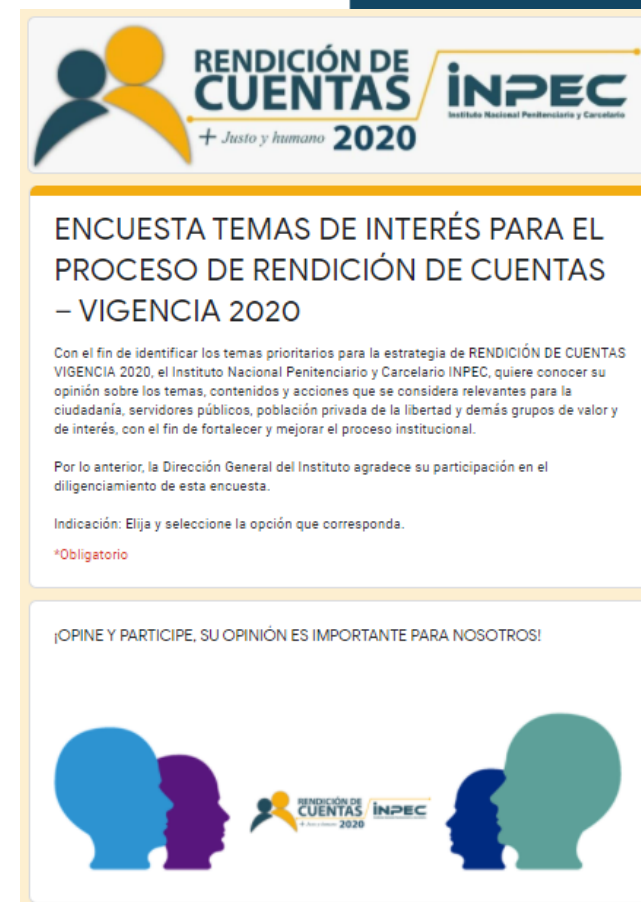 RENDICIÓN DE
CUENTAS
+ Justo y humano 2020
INPEC
Instituto Nacional Penitenciario y Carcelario
ENCUESTA TEMAS DE INTERÉS PARA EL
PROCESO DE RENDICIÓN DE CUENTAS
– VIGENCIA 2020
Con el fin de identificar los temas prioritarios para la estrategia de RENDICIÓN DE CUENTAS
VIGENCIA 2020, el Instituto Nacional Penitenciario y Carcelario INPEC, quiere conocer su
opinión sobre los temas, contenidos y acciones que se considera relevantes para la
ciudadanía, servidores públicos, población privada de la libertad y demás grupos de valor y
de interés, con el fin de fortalecer y mejorar el proceso institucional.
Por lo anterior, la Dirección General del Instituto agradece su participación en el
diligenciamiento de esta encuesta.
Indicación: Elija y seleccione la opción que corresponda.
*Obligatorio
¡OPINE Y PARTICIPE, SU OPINIÓN ES IMPORTANTE PARA NOSOTROS!
RENDICIÓN DE
CUENTAS
+ Justo y humano 2020
INPEC